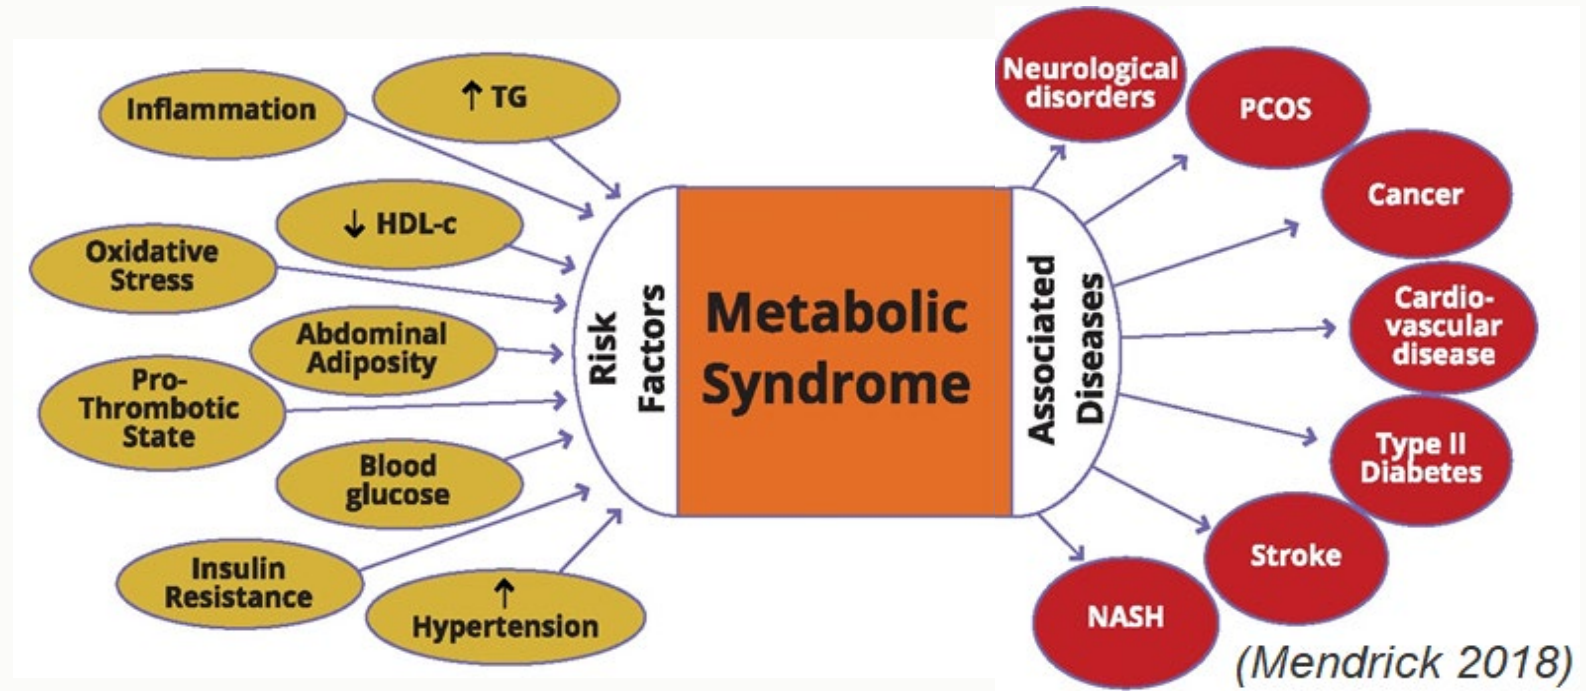 Inflammation
↑ TG
↓ HDL-c
Oxidative
Stress
Abdominal
Adiposity
Pro-
Thrombotic
State
Blood
glucose
Insulin
Resistance
↑
Hypertension
Risk
Factors
Metabolic
Syndrome
Associated
Diseases
Neurological
disorders
PCOS
Cancer
Cardio-
vascular
disease
Type II
Diabetes
Stroke
NASH
(Mendrick 2018)